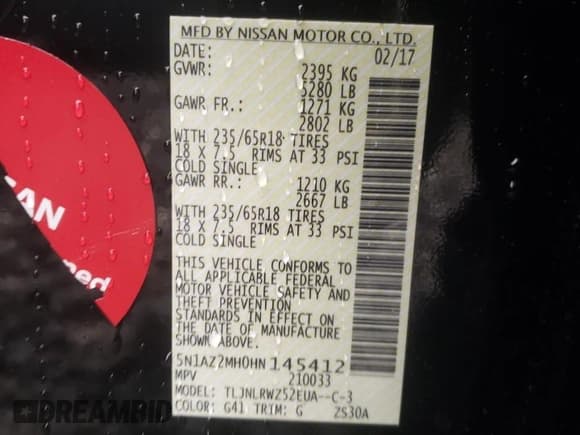 MFD BY NISSAN MOTOR CO., LTD.
DATE: 02/17
GVWR: 2395 KG
5280 LB
GAWR FR.: 1271 KG
2802 LB
WITH 235/65R18 TIRES
18 X 7.5 RIMS AT 33 PSI
COLD SINGLE
GAWR RR.: 1210 KG
2667 LB
WITH 235/65R18 TIRES
18 X 7.5 RIMS AT 33 PSI
COLD SINGLE
THIS VEHICLE CONFORMS TO
ALL APPLICABLE FEDERAL
MOTOR VEHICLE SAFETY AND
THEFT PREVENTION
STANDARDS IN EFFECT ON
THE DATE OF MANUFACTURE
SHOWN ABOVE.
5N1AZ2MH0HN145412
MPV 210033
MODEL: TLJNLRWZ52EUA--C-3
COLOR: G41 TRIM: G ZS30A
DREAMBID